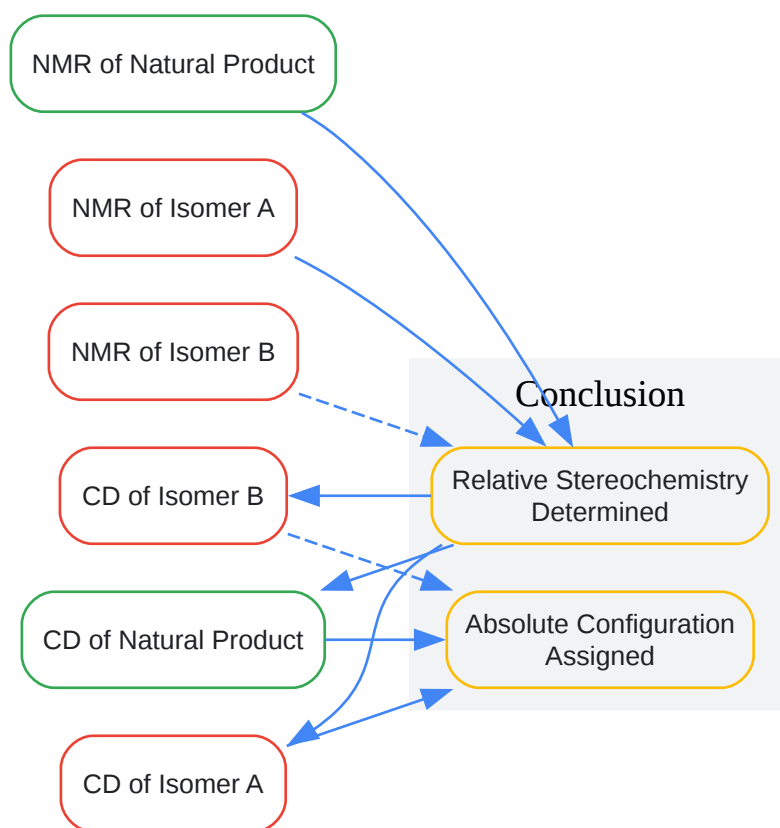 NMR of Natural Product
NMR of Isomer A
NMR of Isomer B
Conclusion
CD of Isomer B
Relative Stereochemistry
Determined
CD of Natural Product
Absolute Configuration
Assigned
CD of Isomer A